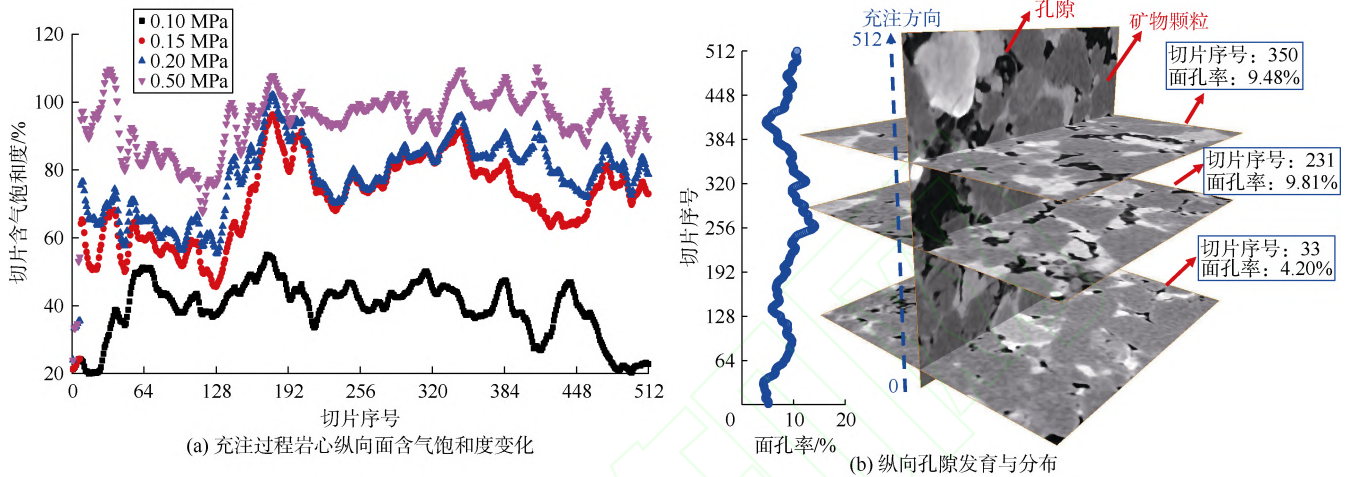 0.10 MPa
0.15 MPa
0.20 MPa
0.50 MPa
120
100
80
60
40
20
切片含气饱和度/%
0
64
128
192
256
320
384
448
512
切片序号
(a) 充注过程岩心纵向面含气饱和度变化
充注方向
512
0
孔隙
矿物颗粒
切片序号：350
面孔率：9.48%
切片序号：231
面孔率：9.81%
切片序号：33
面孔率：4.20%
512
448
384
320
256
192
128
64
切片序号
0
10
20
面孔率/%
(b) 纵向孔隙发育与分布